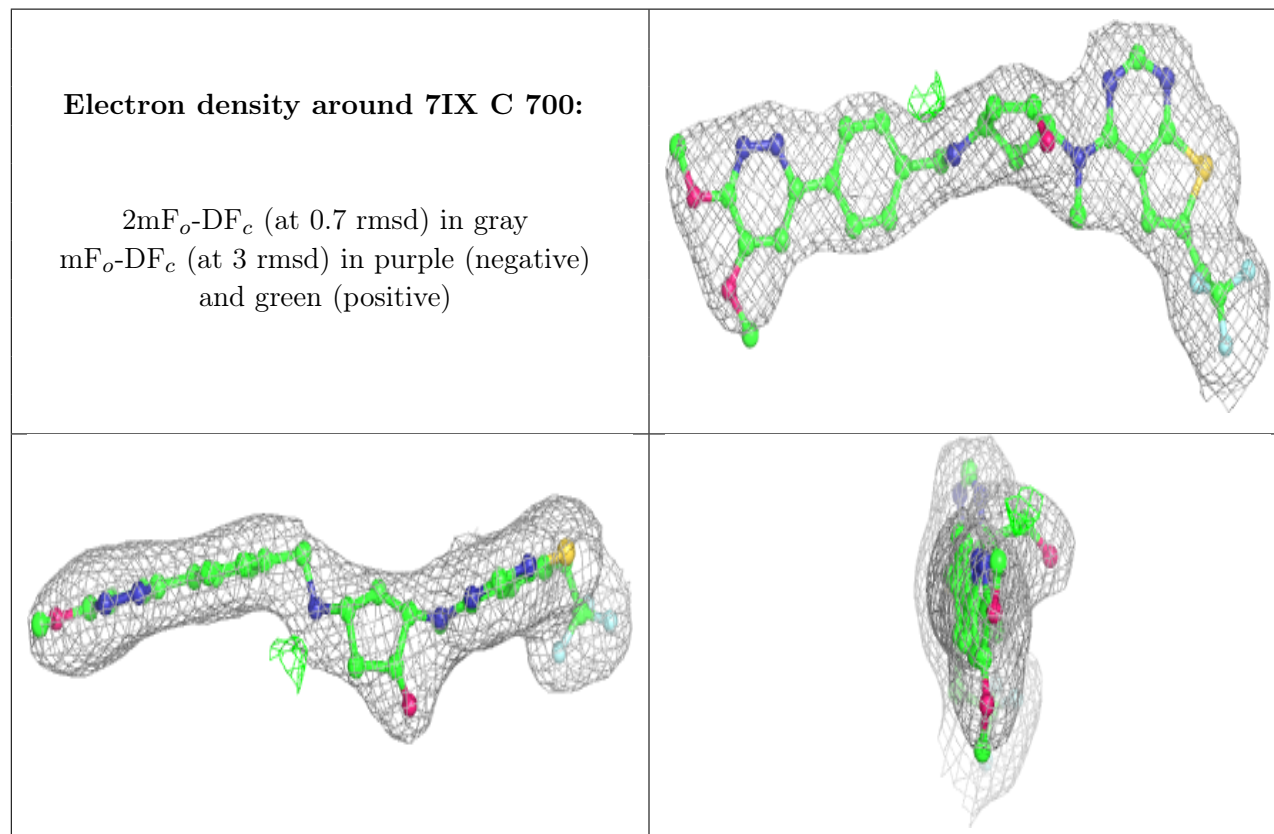 Electron density around 7IX C 700:
2mFₒ-DF𝒸 (at 0.7 rmsd) in gray
mFₒ-DF𝒸 (at 3 rmsd) in purple (negative)
and green (positive)